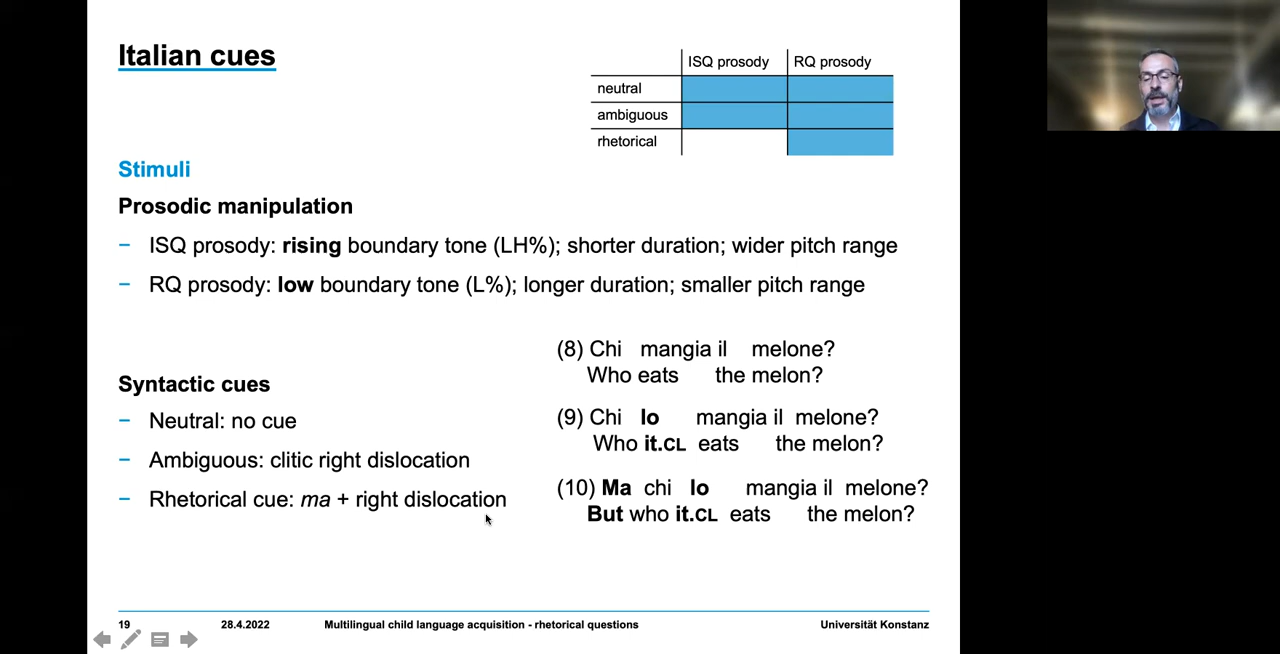 Italian cues
ISQ prosody RQ prosody
neutral
ambiguous
rhetorical
Stimuli
Prosodic manipulation
– ISQ prosody: rising boundary tone (LH%); shorter duration; wider pitch range
– RQ prosody: low boundary tone (L%); longer duration; smaller pitch range
Syntactic cues
– Neutral: no cue
– Ambiguous: clitic right dislocation
– Rhetorical cue: ma + right dislocation
(8) Chi mangia il melone?
Who eats the melon?
(9) Chi lo mangia il melone?
Who it.CL eats the melon?
(10) Ma chi lo mangia il melone?
But who it.CL eats the melon?
19 28.4.2022 Multilingual child language acquisition - rhetorical questions Universität Konstanz